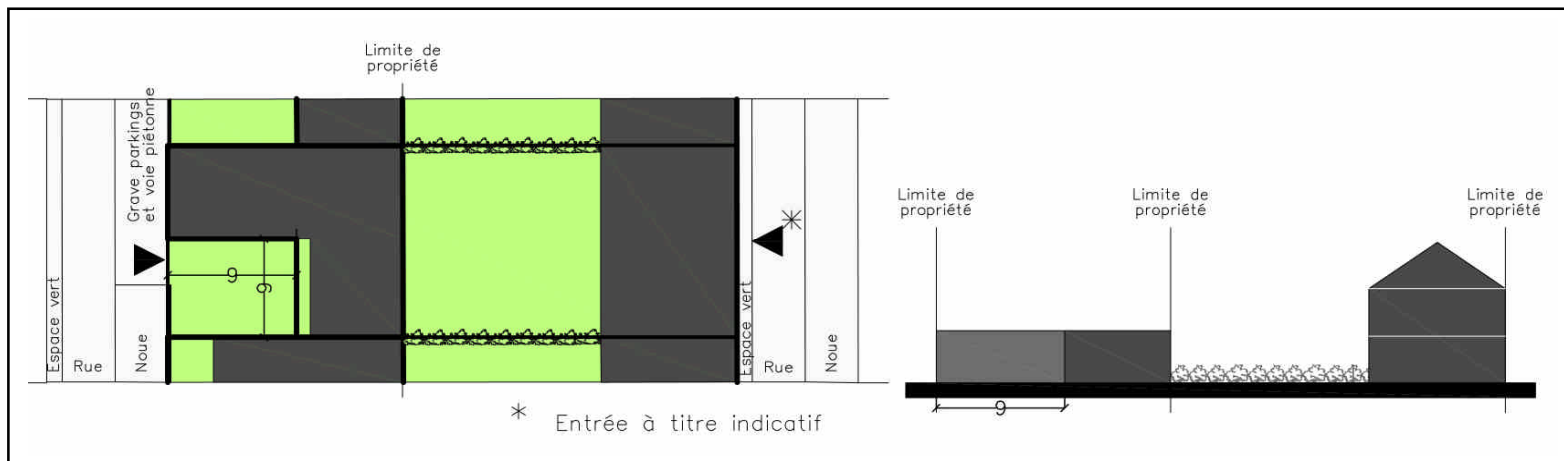 Limite de
propriété
Espace vert
Rue
Noue
Grave parkings
et voie piétonne
9
9
Espace vert
Rue
Noue
*
* Entrée à titre indicatif
Limite de
propriété
Limite de
propriété
Limite de
propriété
9